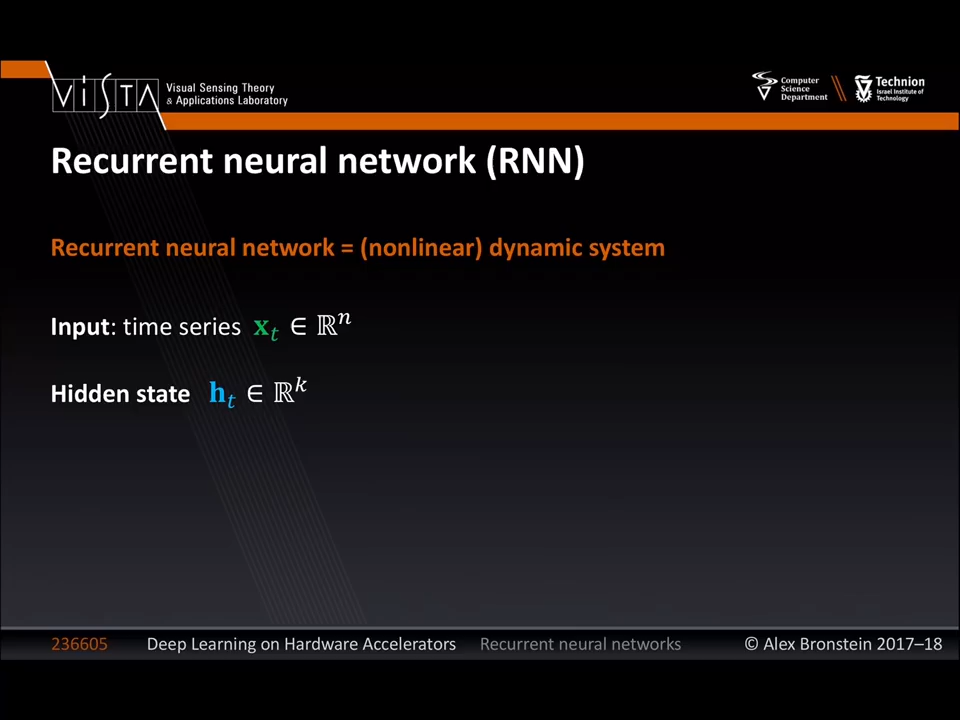 ViSTA
Visual Sensing Theory
& Applications Laboratory
Computer
Science
Department
Technion
Israel Institute of
Technology
Recurrent neural network (RNN)
Recurrent neural network = (nonlinear) dynamic system
Input: time series 𝐱ₜ ∈ ℝⁿ
Hidden state 𝐡ₜ ∈ ℝᵏ
236605 Deep Learning on Hardware Accelerators Recurrent neural networks © Alex Bronstein 2017–18